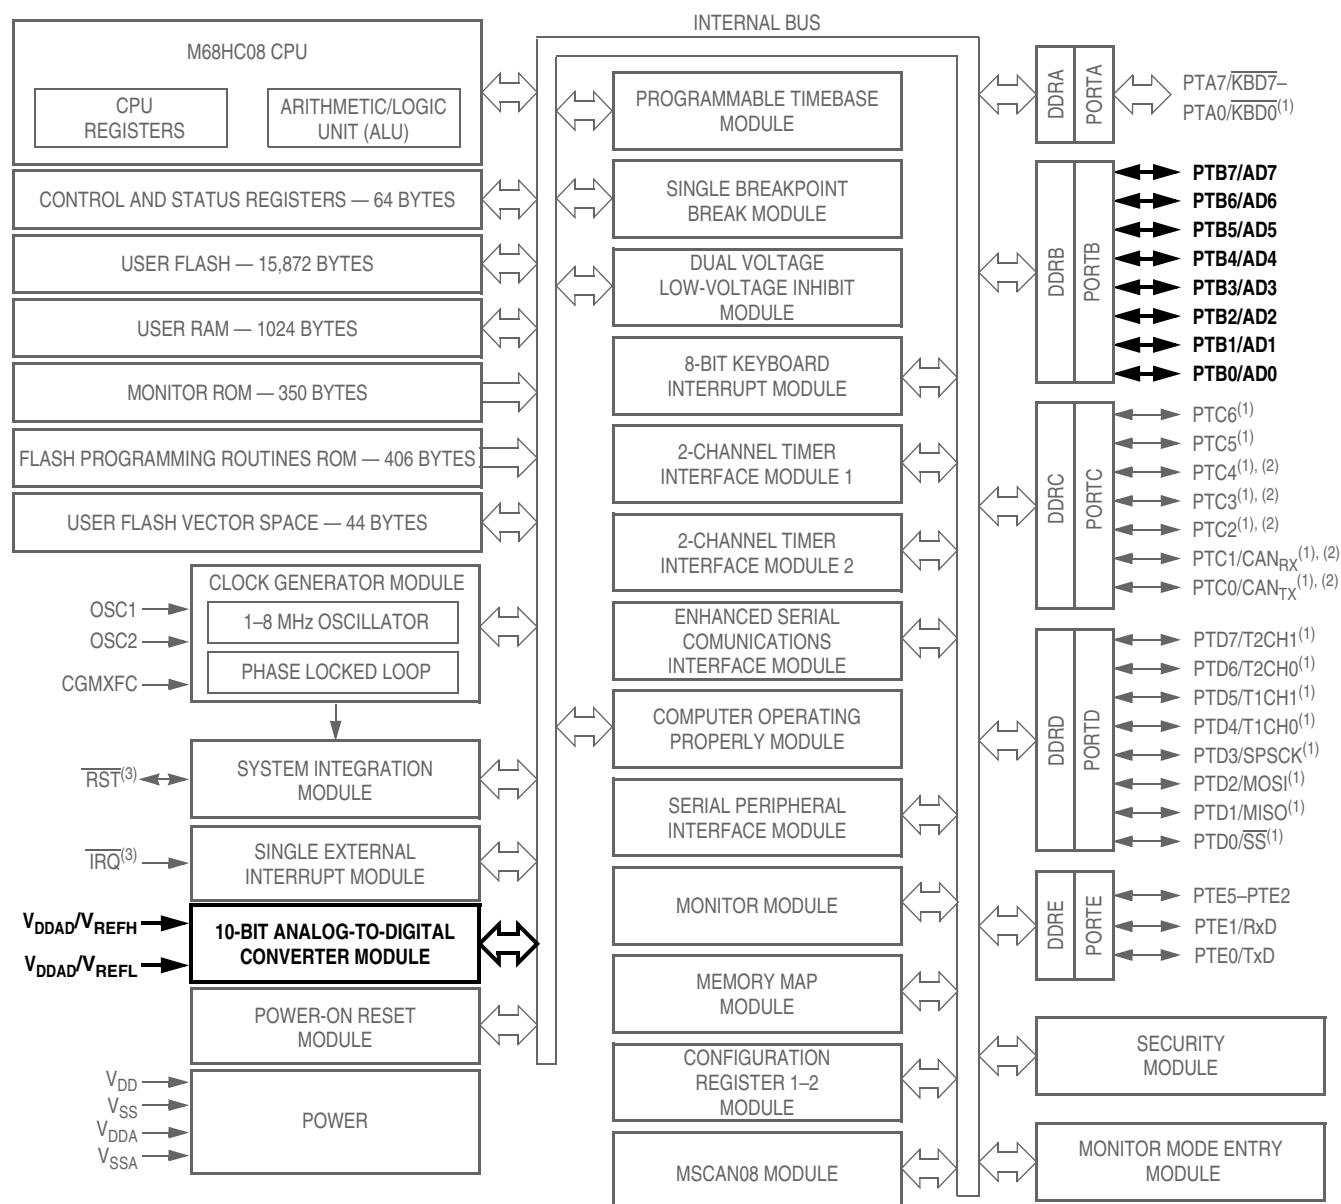 INTERNAL BUS
M68HC08 CPU
CPU
REGISTERS
ARITHMETIC/LOGIC
UNIT (ALU)
CONTROL AND STATUS REGISTERS — 64 BYTES
USER FLASH — 15,872 BYTES
USER RAM — 1024 BYTES
MONITOR ROM — 350 BYTES
FLASH PROGRAMMING ROUTINES ROM — 406 BYTES
USER FLASH VECTOR SPACE — 44 BYTES
OSC1
OSC2
CGMXFC
CLOCK GENERATOR MODULE
1–8 MHz OSCILLATOR
PHASE LOCKED LOOP
RST(3)
SYSTEM INTEGRATION
MODULE
IRQ(3)
SINGLE EXTERNAL
INTERRUPT MODULE
VDDAD/VREFH
VDDAD/VREFL
10-BIT ANALOG-TO-DIGITAL
CONVERTER MODULE
POWER-ON RESET
MODULE
VDD
VSS
VDDA
VSSA
POWER
PROGRAMMABLE TIMEBASE
MODULE
SINGLE BREAKPOINT
BREAK MODULE
DUAL VOLTAGE
LOW-VOLTAGE INHIBIT
MODULE
8-BIT KEYBOARD
INTERRUPT MODULE
2-CHANNEL TIMER
INTERFACE MODULE 1
2-CHANNEL TIMER
INTERFACE MODULE 2
ENHANCED SERIAL
COMUNICATIONS
INTERFACE MODULE
COMPUTER OPERATING
PROPERLY MODULE
SERIAL PERIPHERAL
INTERFACE MODULE
MONITOR MODULE
MEMORY MAP
MODULE
CONFIGURATION
REGISTER 1–2
MODULE
MSCAN08 MODULE
DDRA
PORTA
PTA7/KBD7–
PTA0/KBD0(1)
DDRB
PORTB
PTB7/AD7
PTB6/AD6
PTB5/AD5
PTB4/AD4
PTB3/AD3
PTB2/AD2
PTB1/AD1
PTB0/AD0
DDRC
PORTC
PTC6(1)
PTC5(1)
PTC4(1), (2)
PTC3(1), (2)
PTC2(1), (2)
PTC1/CANRX(1), (2)
PTC0/CANTX(1), (2)
DDRD
PORTD
PTD7/T2CH1(1)
PTD6/T2CH0(1)
PTD5/T1CH1(1)
PTD4/T1CH0(1)
PTD3/SPSCK(1)
PTD2/MOSI(1)
PTD1/MISO(1)
PTD0/SS(1)
DDRE
PORTE
PTE5–PTE2
PTE1/RxD
PTE0/TxD
SECURITY
MODULE
MONITOR MODE ENTRY
MODULE